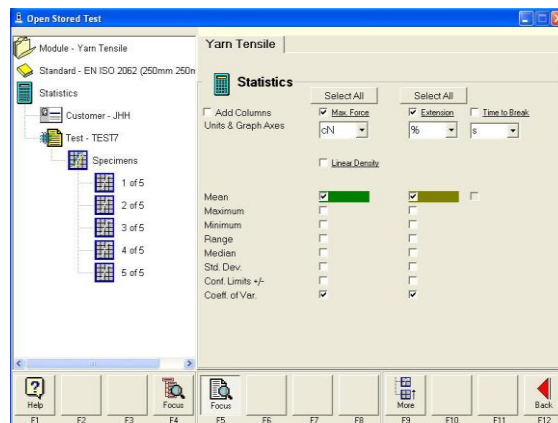 Open Stored Test
Module - Yarn Tensile
Standard - EN ISO 2062 (250mm 250n
Statistics
Customer - JHH
Test - TEST7
Specimens
1 of 5
2 of 5
3 of 5
4 of 5
5 of 5
Yarn Tensile
Statistics
Select All Select All
Add Columns Max. Force Extension Time to Break
Units & Graph Axes cN % s
Linear Density
Mean
Maximum
Minimum
Range
Median
Std. Dev.
Conf. Limits +/-
Coeff. of Var.
Help Focus Focus More Back
F1 F2 F3 F4 F5 F6 F7 F8 F9 F10 F11 F12